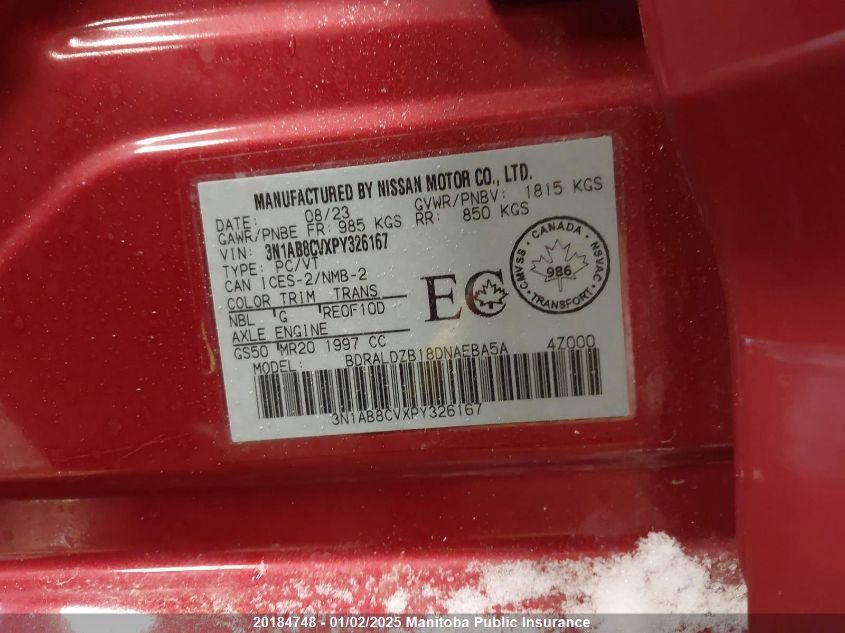 MANUFACTURED BY NISSAN MOTOR CO., LTD.
DATE: 08/23 GVWR/PNBV: 1815 KGS
GAWR/PNBE FR: 985 KGS RR: 850 KGS
VIN: 3N1AB8CVXPY326167
TYPE: PC/VT
CAN ICES-2/NMB-2
COLOR TRIM TRANS
NBL G RE0F10D
AXLE ENGINE
GS50 MR20 1997 CC
MODEL: BDRALDZB18DNAEBA5A 47000
3N1AB8CVXPY326167
EC
CANADA
CMVSS 986 NSVAC
TRANSPORT
20184748 - 01/02/2025 Manitoba Public Insurance